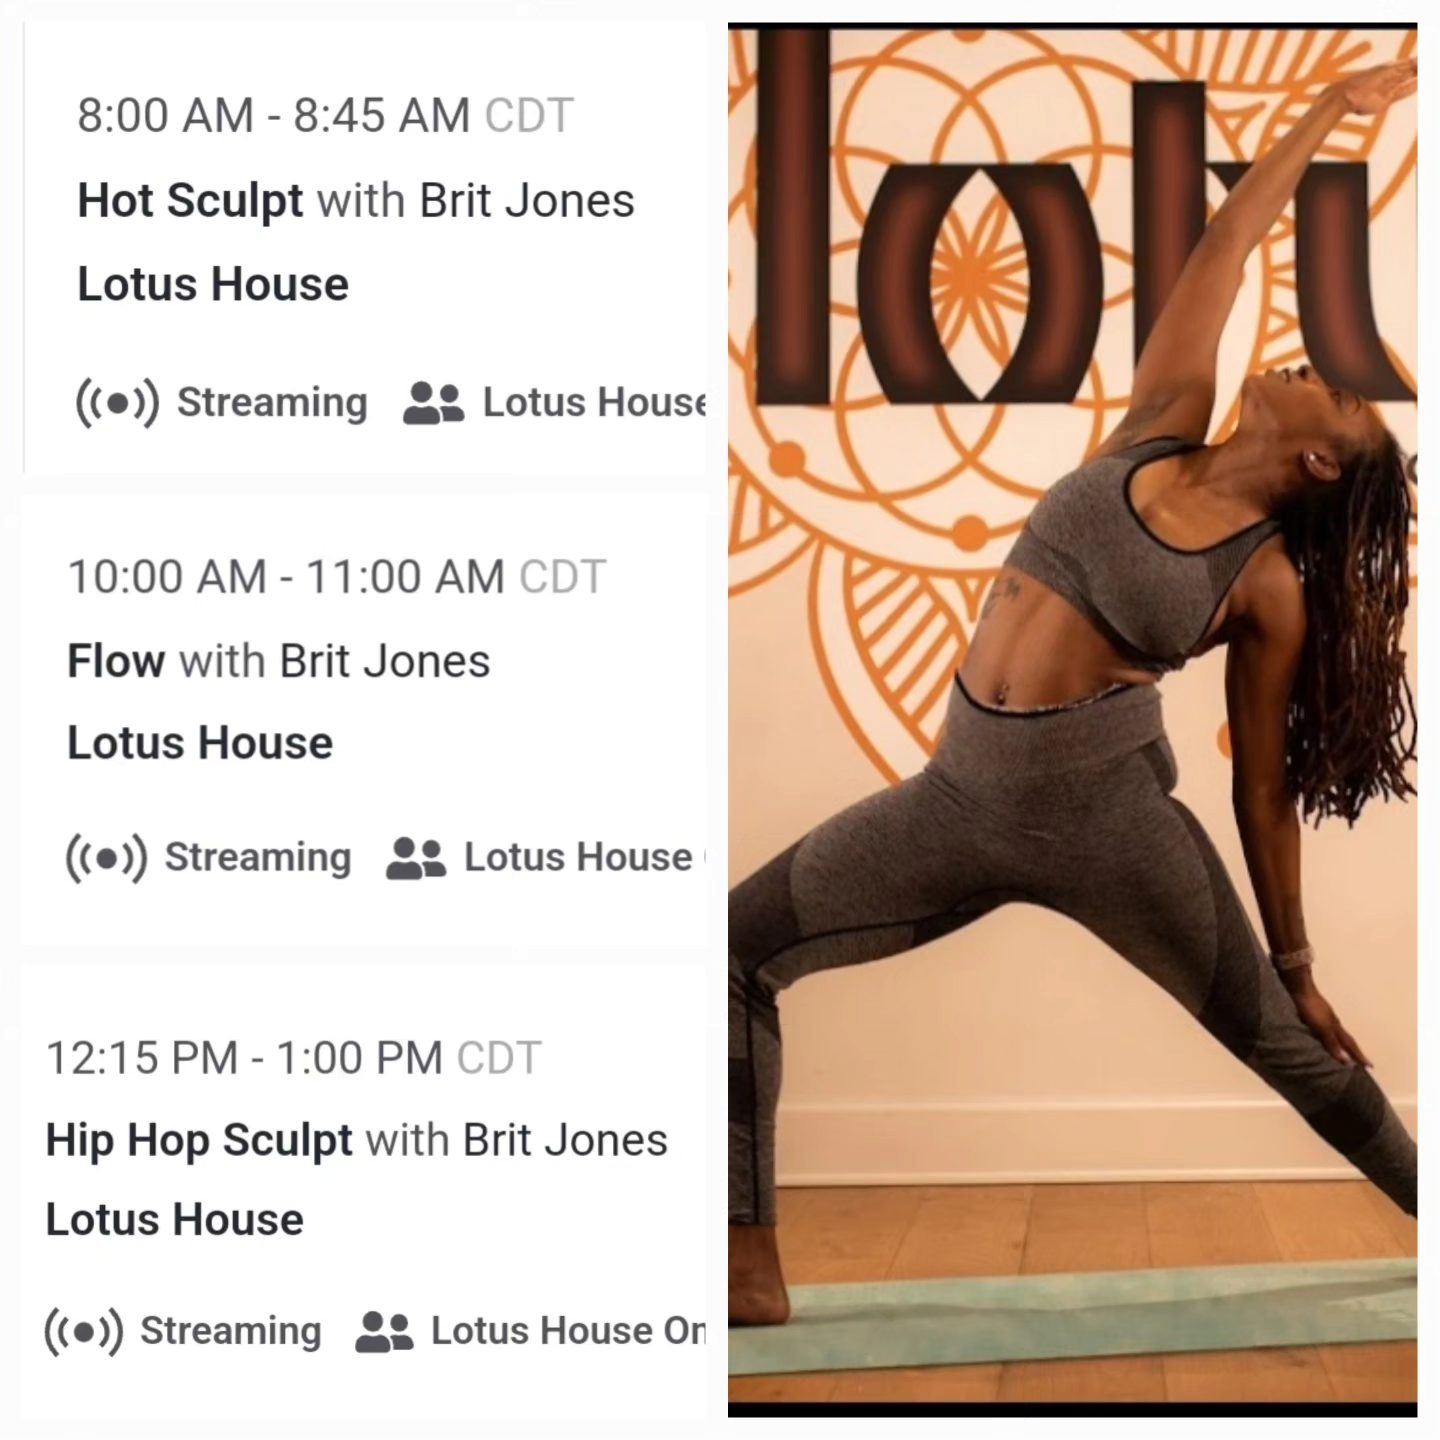 8:00 AM - 8:45 AM CDT
Hot Sculpt with Brit Jones
Lotus House
Streaming Lotus House
10:00 AM - 11:00 AM CDT
Flow with Brit Jones
Lotus House
Streaming Lotus House
12:15 PM - 1:00 PM CDT
Hip Hop Sculpt with Brit Jones
Lotus House
Streaming Lotus House On
lotu